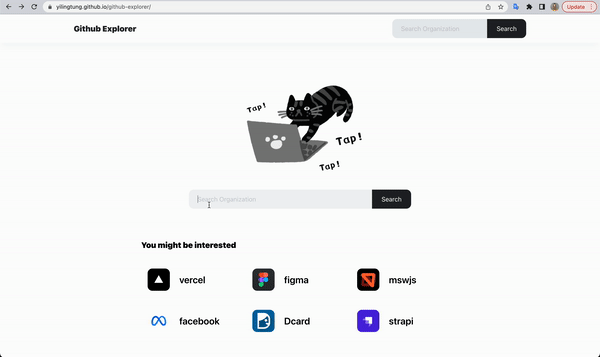 yilingtung.github.io/github-explorer/
Update
Github Explorer
Search Organization
Search
Tap!
Tap!
Tap!
Search Organization
Search
You might be interested
vercel
figma
mswjs
facebook
Dcard
strapi